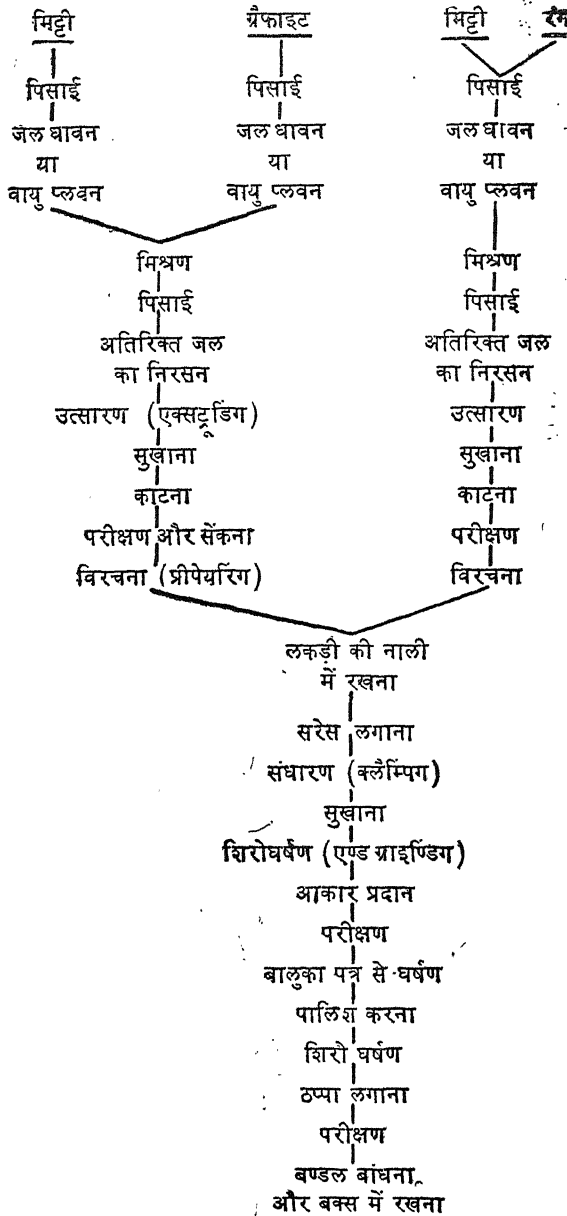 मिट्टी ग्रैफाइट मिट्टी
पिसाई पिसाई पिसाई
जल धावन जल धावन जल धावन
या या या
वायु प्लवन वायु प्लवन वायु प्लवन
मिश्रण मिश्रण
पिसाई पिसाई
अतिरिक्त जल अतिरिक्त जल
का निरसन का निरसन
उत्सारण (एक्सट्रूडिंग) उत्सारण
सुखाना सुखाना
काटना काटना
परीक्षण और सेंकना परीक्षण
विरचना (प्रीपेयरिंग) विरचना
लकड़ी की नाली
में रखना
सरेस लगाना
संधारण (क्लैम्पिंग)
सुखाना
शिरोघर्षण (एण्ड ग्राइण्डिंग)
आकार प्रदान
परीक्षण
बालुका पत्र से घर्षण
पालिश करना
शिरो घर्षण
ठप्पा लगाना
परीक्षण
बण्डल बांधना
और बक्स में रखना